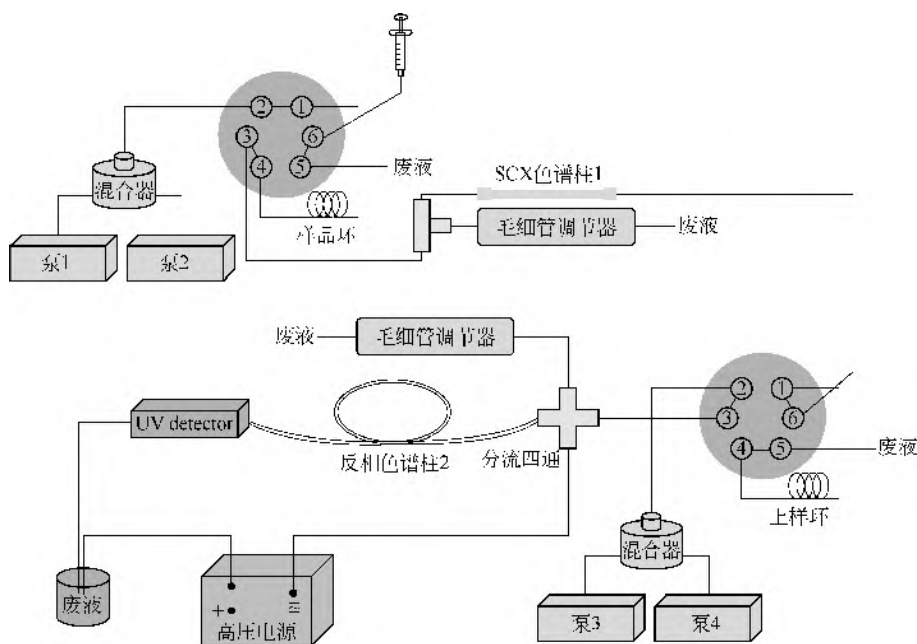 ② ①
③ ⑥
④ ⑤
废液
混合器
样品环
泵1
泵2
SCX色谱柱1
毛细管调节器
废液
废液
毛细管调节器
UV detector
反相色谱柱2
分流四通
② ①
③ ⑥
④ ⑤
废液
上样环
混合器
废液
+
高压电源
泵3
泵4